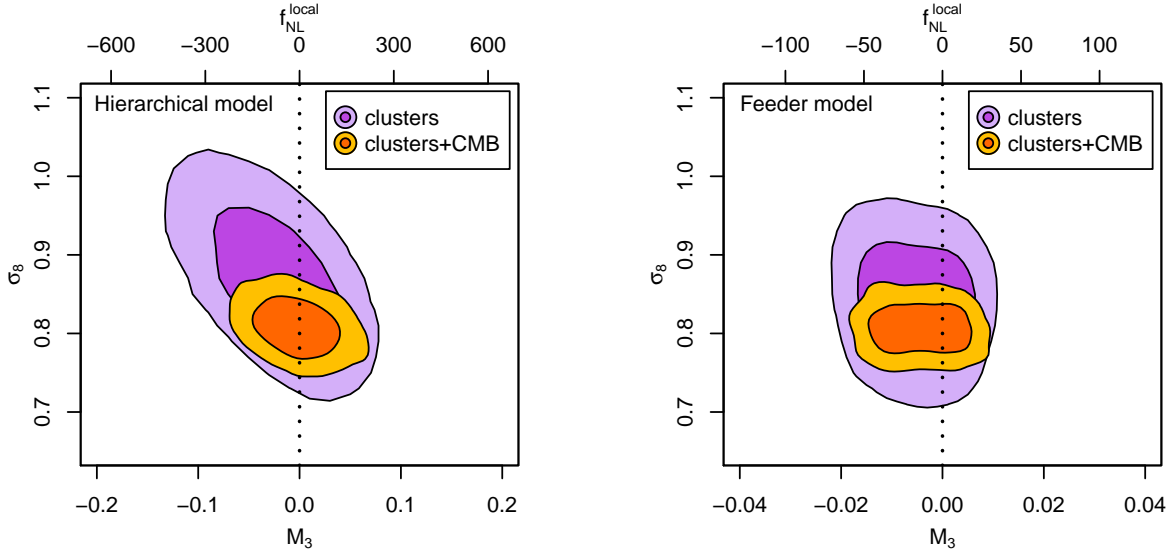 f_NL^local
−600 −300 0 300 600
Hierarchical model
clusters
clusters+CMB
1.1
1.0
0.9
0.8
0.7
σ8
−0.2 −0.1 0.0 0.1 0.2
M3
f_NL^local
−100 −50 0 50 100
Feeder model
clusters
clusters+CMB
1.1
1.0
0.9
0.8
0.7
σ8
−0.04 −0.02 0.00 0.02 0.04
M3